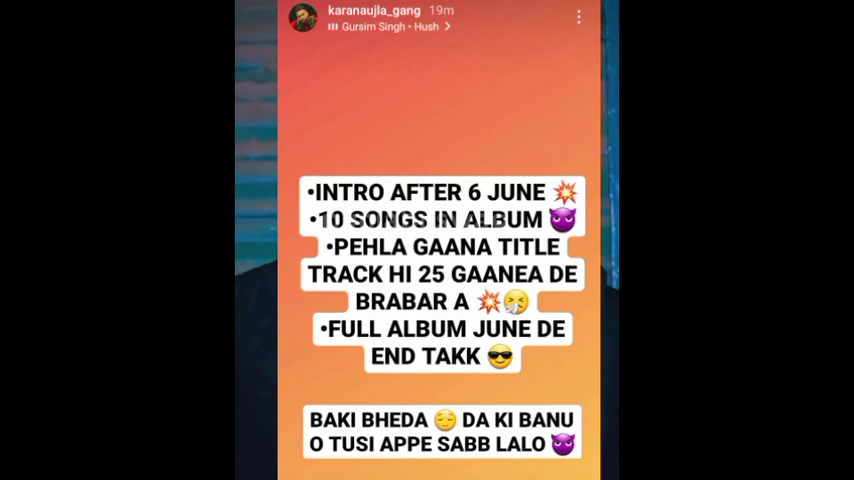 karanaujla_gang 19m
Gursim Singh • Hush >
•INTRO AFTER 6 JUNE 💥
•10 SONGS IN ALBUM 😈
•PEHLA GAANA TITLE
TRACK HI 25 GAANEA DE
BRABAR A 💥🤧
•FULL ALBUM JUNE DE
END TAKK 😎
BAKI BHEDA 😌 DA KI BANU
O TUSI APPE SABB LALO 😈